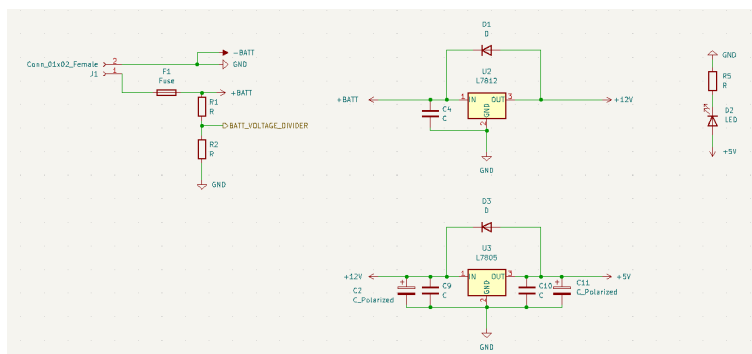 Conn_01x02_Female
J1
2
1
-BATT
GND
F1
Fuse
+BATT
R1
R
BATT_VOLTAGE_DIVIDER
R2
R
GND
D1
D
U2
L7812
+BATT
1
IN
OUT
3
GND
2
+12V
C4
C
GND
GND
R5
R
D2
LED
+5V
D3
D
U3
L7805
+12V
1
IN
OUT
3
GND
2
+5V
C2
C_Polarized
C9
C
C10
C
C11
C_Polarized
GND